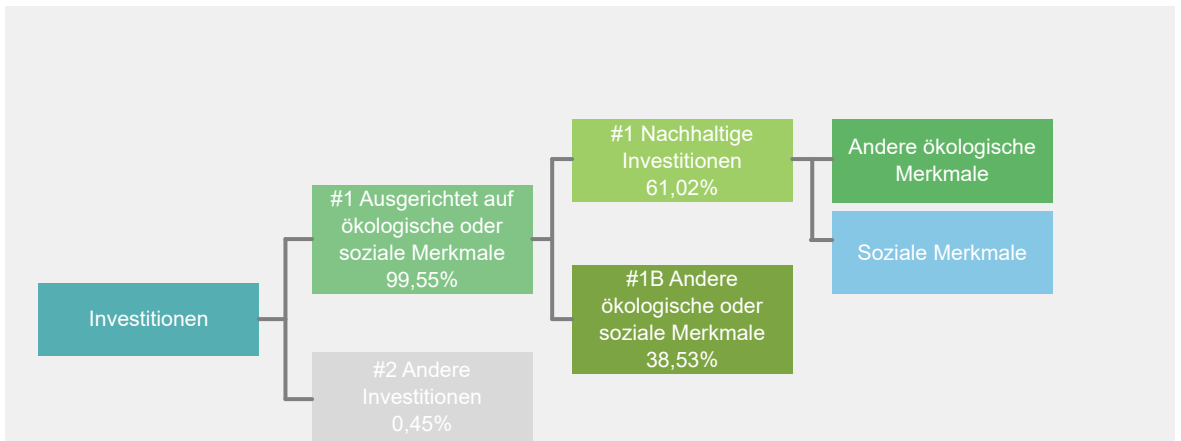 Investitionen
#1 Ausgerichtet auf
ökologische oder
soziale Merkmale
99,55%
#2 Andere
Investitionen
0,45%
#1 Nachhaltige
Investitionen
61,02%
#1B Andere
ökologische oder
soziale Merkmale
38,53%
Andere ökologische
Merkmale
Soziale Merkmale